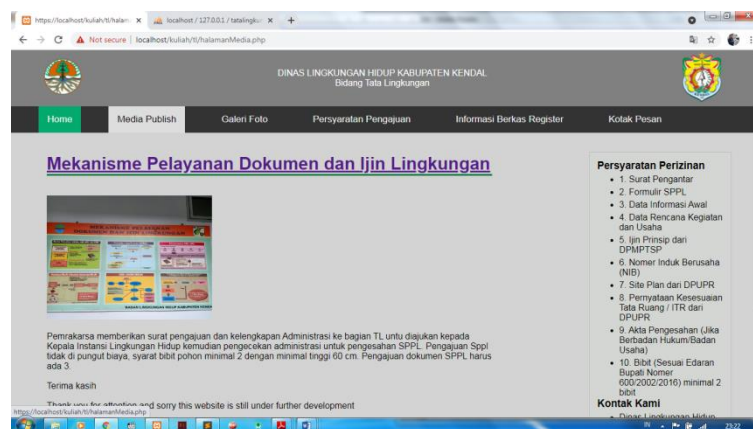 https://localhost/kuliah/tl/halam
localhost / 127.0.0.1 / tatalingku
Not secure
localhost/kuliah/tl/halamanMedia.php
DINAS LINGKUNGAN HIDUP KABUPATEN KENDAL
Bidang Tata Lingkungan
Home
Media Publish
Galeri Foto
Persyaratan Pengajuan
Informasi Berkas Register
Kotak Pesan
Mekanisme Pelayanan Dokumen dan Ijin Lingkungan
Pemrakarsa memberikan surat pengajuan dan kelengkapan Administrasi ke bagian TL untu diajukan kepada
Kepala Instansi Lingkungan Hidup kemudian pengecekan administrasi untuk pengesahan SPPL. Pengajuan Sppl
tidak di pungut biaya, syarat bibit pohon minimal 2 dengan minimal tinggi 60 cm. Pengajuan dokumen SPPL harus
ada 3.
Terima kasih
Thank you for attention and sorry this website is still under further development
Persyaratan Perizinan
1. Surat Pengantar
2. Formulir SPPL
3. Data Informasi Awal
4. Data Rencana Kegiatan
dan Usaha
5. Ijin Prinsip dari
DPMPTSP
6. Nomer Induk Berusaha
(NIB)
7. Site Plan dari DPUPR
8. Pernyataan Kesesuaian
Tata Ruang / ITR dari
DPUPR
9. Akta Pengesahan (Jika
Berbadan Hukum/Badan
Usaha)
10. Bibit (Sesuai Edaran
Bupati Nomer
600/2002/2016) minimal 2
bibit
Kontak Kami
Dinas Lingkungan Hidup
https://localhost/kuliah/tl/halamanMedia.php
IN
23:22